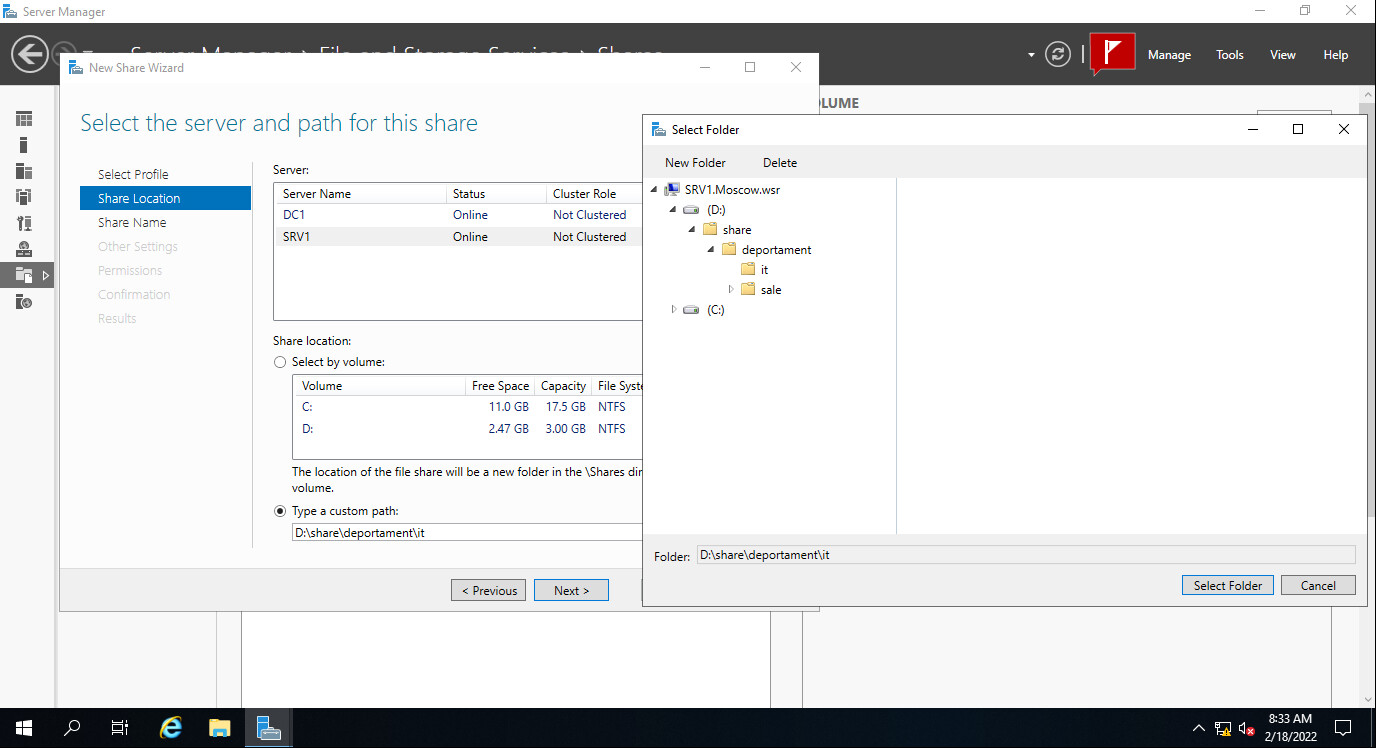 Server Manager
Server Manager › File and Storage Services › Shares
Manage Tools View Help
New Share Wizard
OLUME
Select the server and path for this share
Select Profile
Share Location
Share Name
Other Settings
Permissions
Confirmation
Results
Server:
Server Name Status Cluster Role
DC1 Online Not Clustered
SRV1 Online Not Clustered
Share location:
Select by volume:
Volume Free Space Capacity File Syste
C: 11.0 GB 17.5 GB NTFS
D: 2.47 GB 3.00 GB NTFS
The location of the file share will be a new folder in the \Shares dir
volume.
Type a custom path:
D:\share\deportament\it
< Previous Next >
Select Folder
New Folder Delete
SRV1.Moscow.wsr
(D:)
share
deportament
it
sale
(C:)
Folder: D:\share\deportament\it
Select Folder Cancel
8:33 AM
2/18/2022